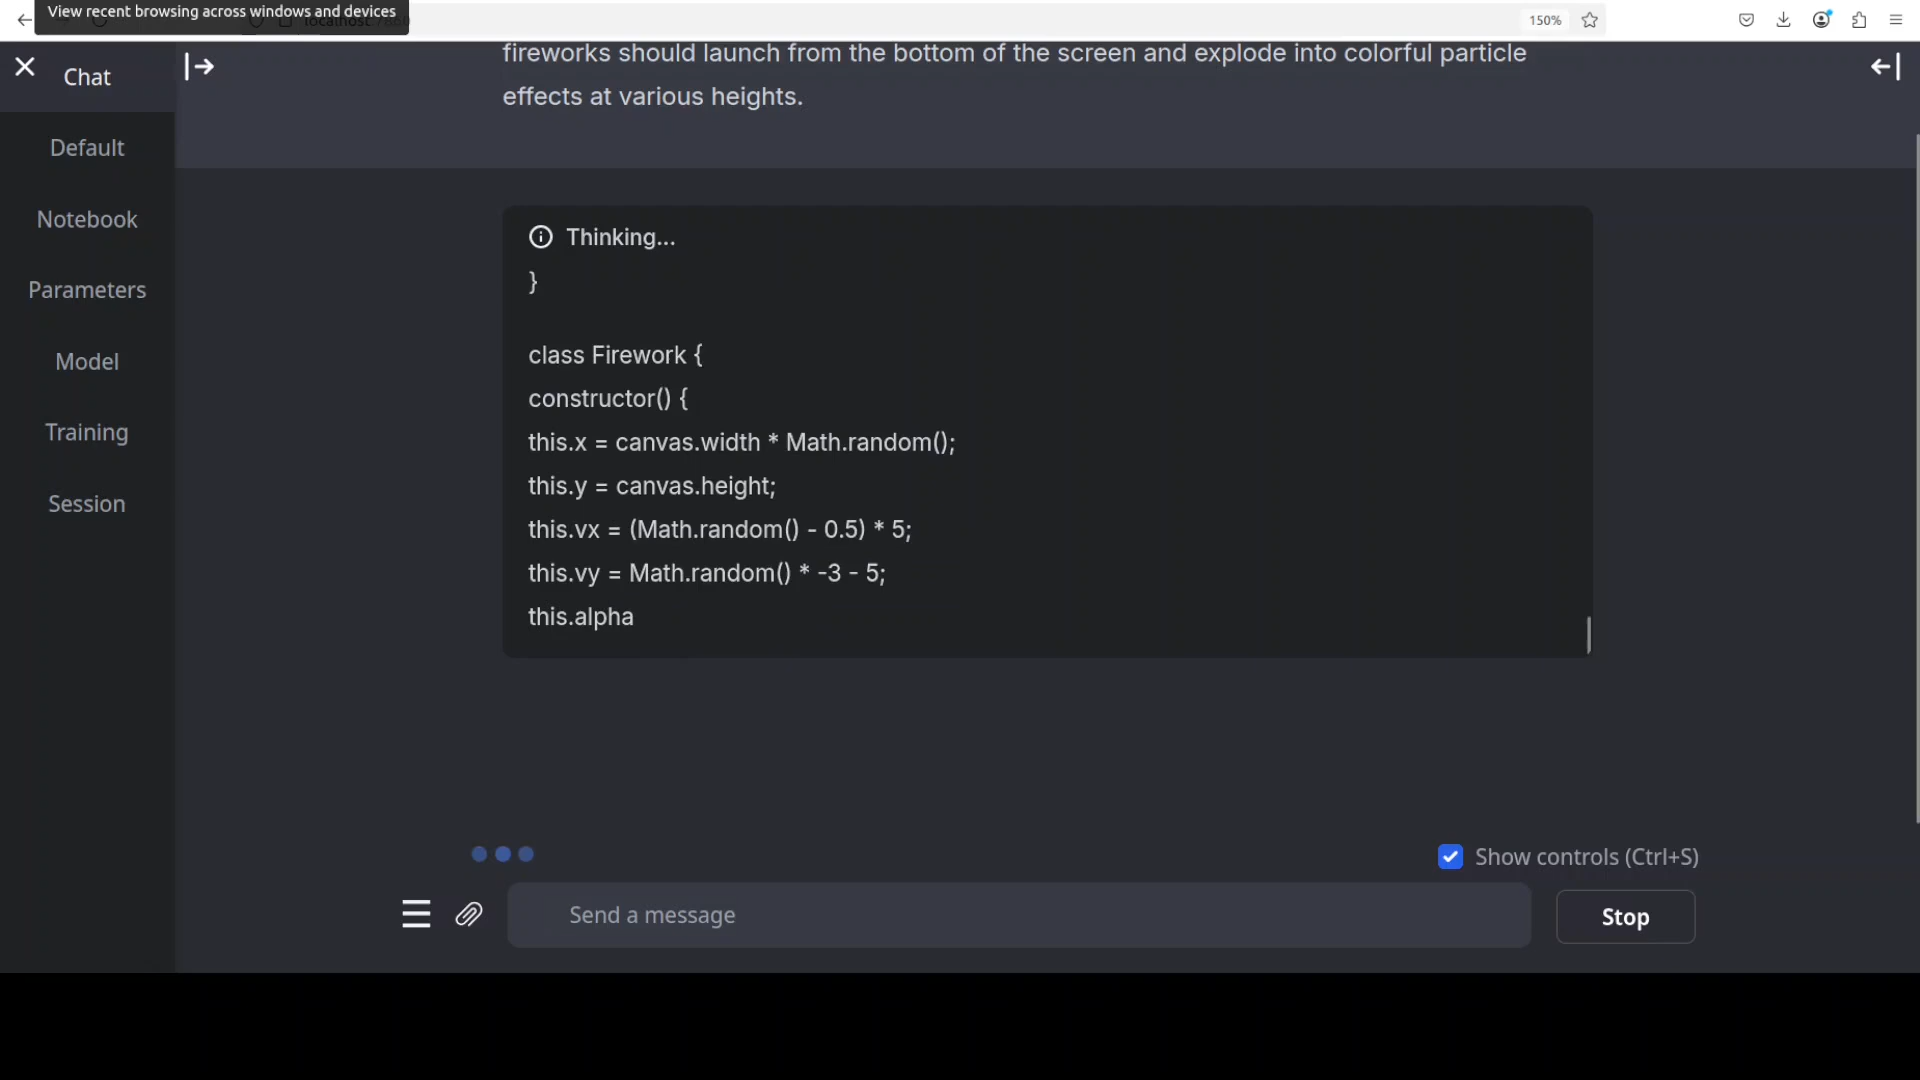 View recent browsing across windows and devices
150%
Chat
Default
Notebook
Parameters
Model
Training
Session
fireworks should launch from the bottom of the screen and explode into colorful particle
effects at various heights.
Thinking...
}
class Firework {
constructor() {
this.x = canvas.width * Math.random();
this.y = canvas.height;
this.vx = (Math.random() - 0.5) * 5;
this.vy = Math.random() * -3 - 5;
this.alpha
Show controls (Ctrl+S)
Send a message
Stop